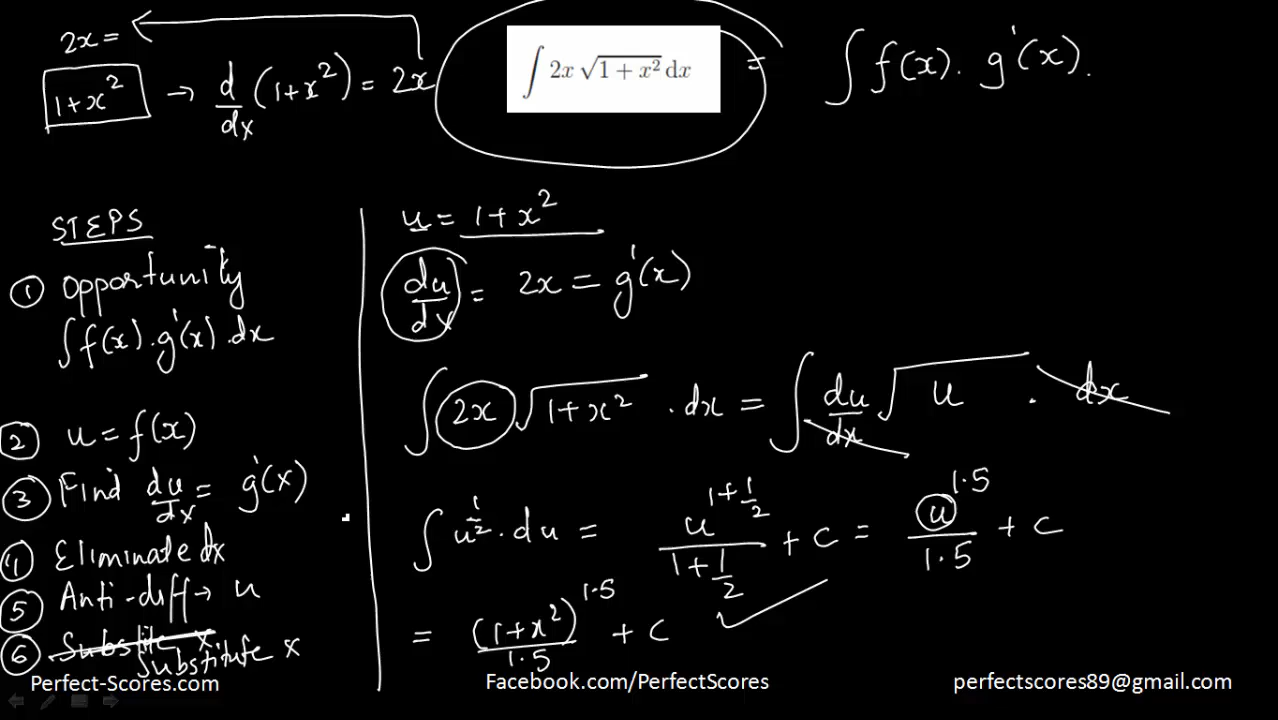 2x =
1+x² → d/dx (1+x²) = 2x
∫ 2x √(1 + x²) dx = ∫ f(x). g'(x).
STEPS
① Opportunity
∫ f(x).g'(x).dx
② u = f(x)
③ Find du/dx = g'(x)
④ Eliminate dx
⑤ Anti-diff → u
⑥ Substite x
Substitute x
u = 1+x²
du/dx = 2x = g'(x)
∫ 2x √(1+x²) . dx = ∫ du/dx √u . dx
∫ u^(1/2) . du = u^(1+1/2)/(1+1/2) + c = u^1.5/1.5 + c
= (1+x²)^1.5/1.5 + c
Perfect-Scores.com
Facebook.com/PerfectScores
perfectscores89@gmail.com